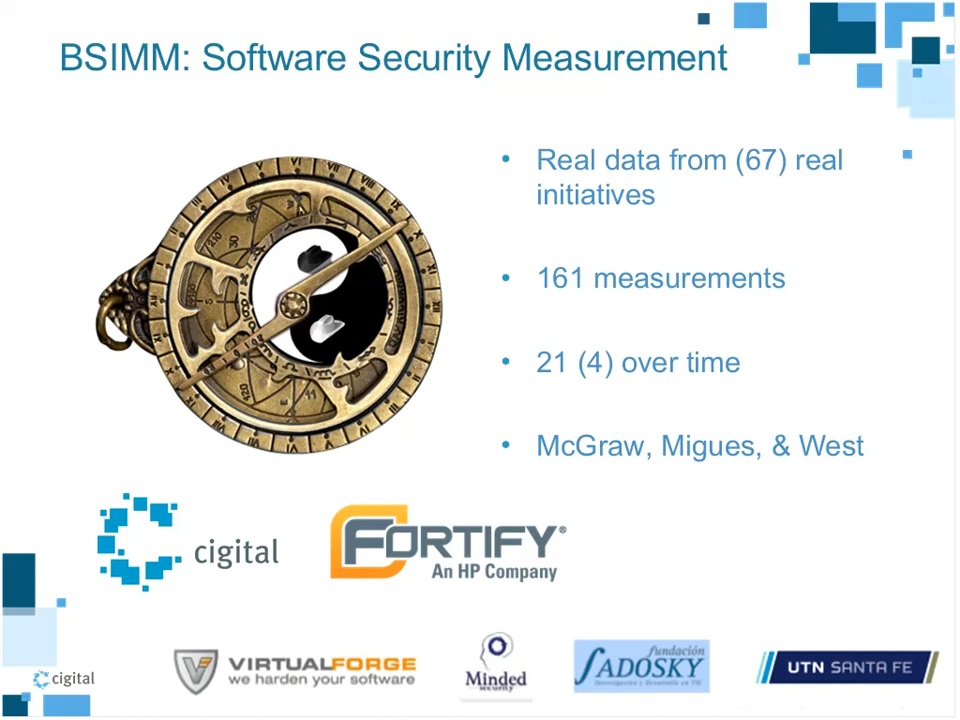 BSIMM: Software Security Measurement
• Real data from (67) real
initiatives
• 161 measurements
• 21 (4) over time
• McGraw, Migues, & West
cigital
FORTIFY®
An HP Company
cigital
VIRTUALFORGE
we harden your software
Minded
security
fundación
SADOSKY
Investigación y Desarrollo en TIC
UTN SANTA FE